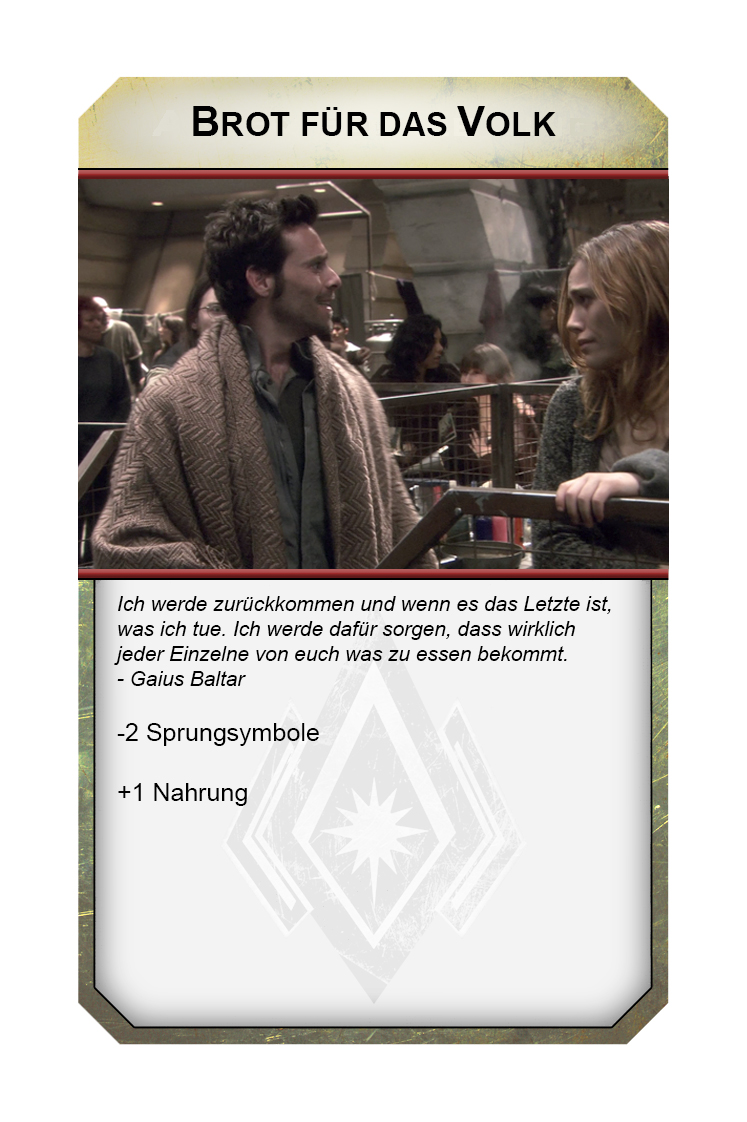 BROT FÜR DAS VOLK
Ich werde zurückkommen und wenn es das Letzte ist,
was ich tue. Ich werde dafür sorgen, dass wirklich
jeder Einzelne von euch was zu essen bekommt.
- Gaius Baltar
-2 Sprungsymbole
+1 Nahrung